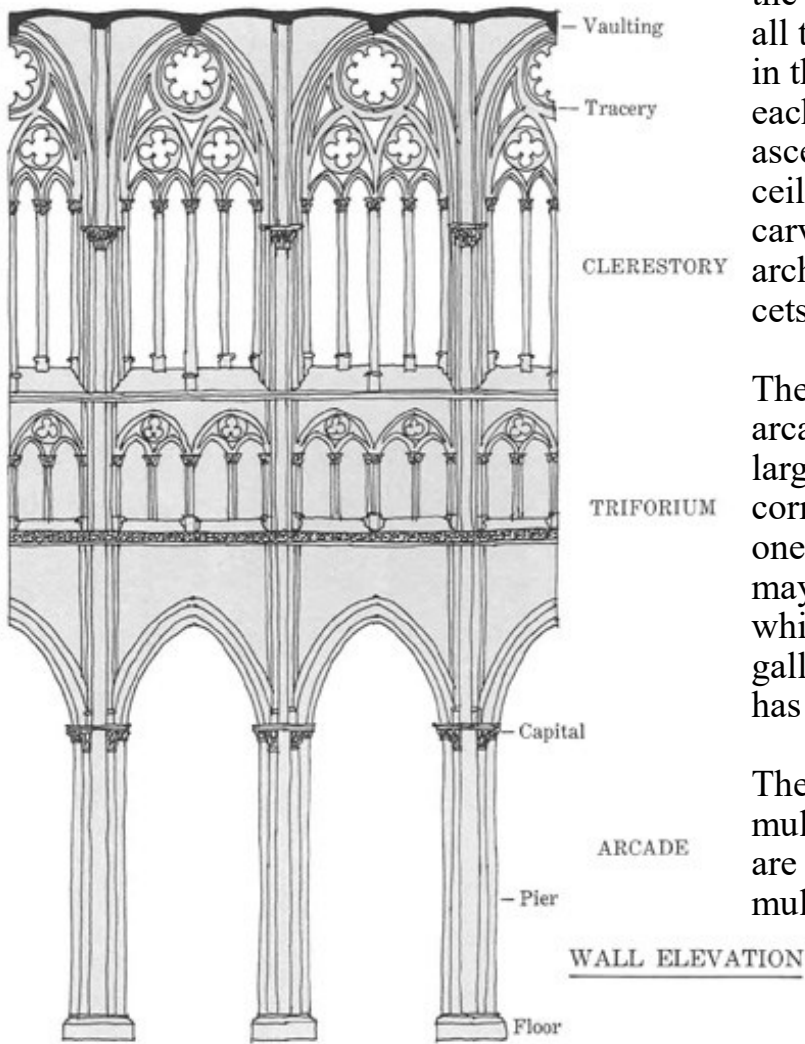 Vaulting
Tracery
CLERESTORY
TRIFORIUM
Capital
ARCADE
Pier
WALL ELEVATION
Floor
all t
in th
each
asce
ceil
carv
arch
cets
The
arca
larg
corr
one
may
whi
gall
has
The
mul
are
mul